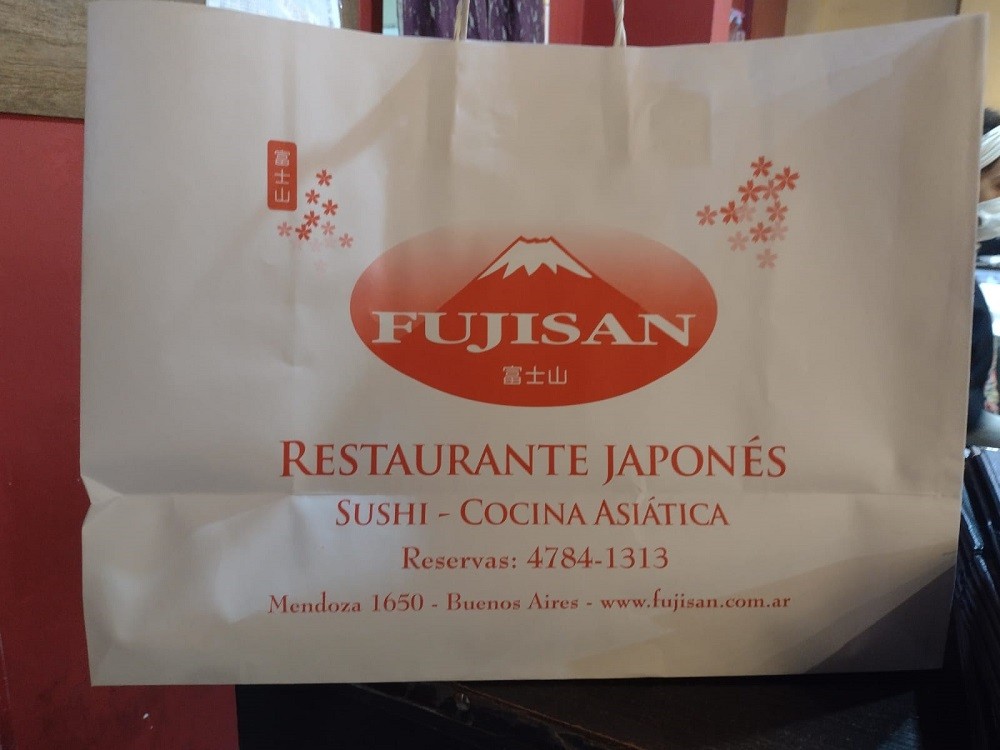 富士山
FUJISAN
富士山
RESTAURANTE JAPONÉS
SUSHI - COCINA ASIÁTICA
Reservas: 4784-1313
Mendoza 1650 - Buenos Aires - www.fujisan.com.ar